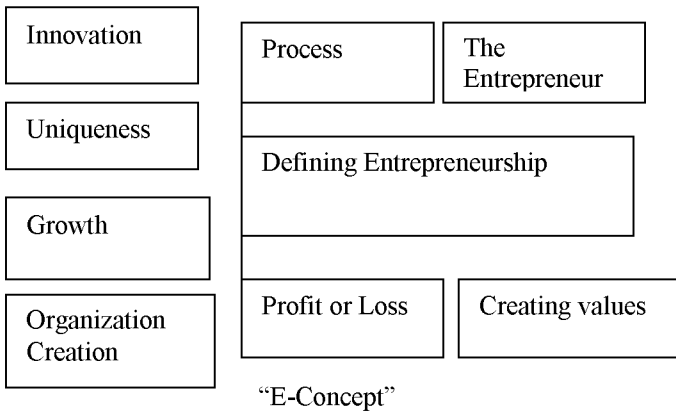 Innovation
Uniqueness
Growth
Organization
Creation
Process
The
Entrepreneur
Defining Entrepreneurship
Profit or Loss
Creating values
“E-Concept”